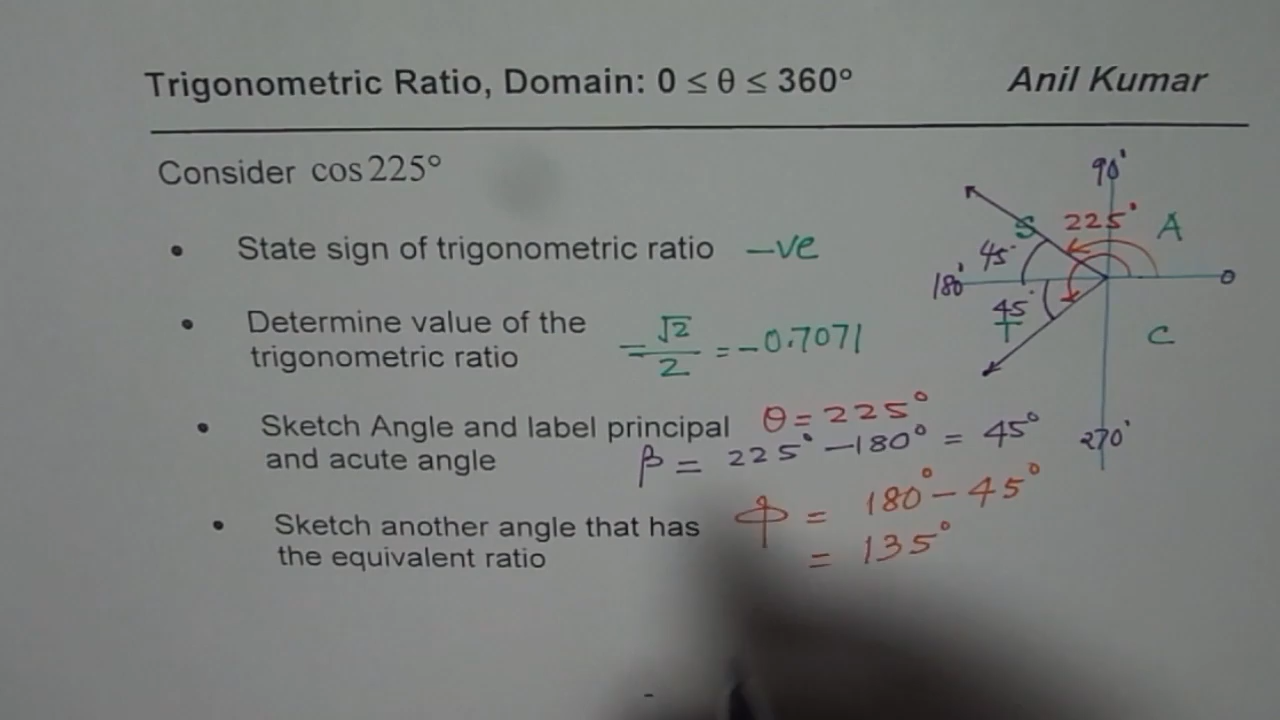 Trigonometric Ratio, Domain: 0 ≤ θ ≤ 360° Anil Kumar
Consider cos 225°
• State sign of trigonometric ratio -ve
• Determine value of the
trigonometric ratio -√2/2 = -0.7071
• Sketch Angle and label principal θ = 225°
and acute angle β = 225° - 180° = 45°
• Sketch another angle that has φ = 180° - 45°
the equivalent ratio = 135°
90°
S 225° A
45°
180° 0
45°
T C
270°